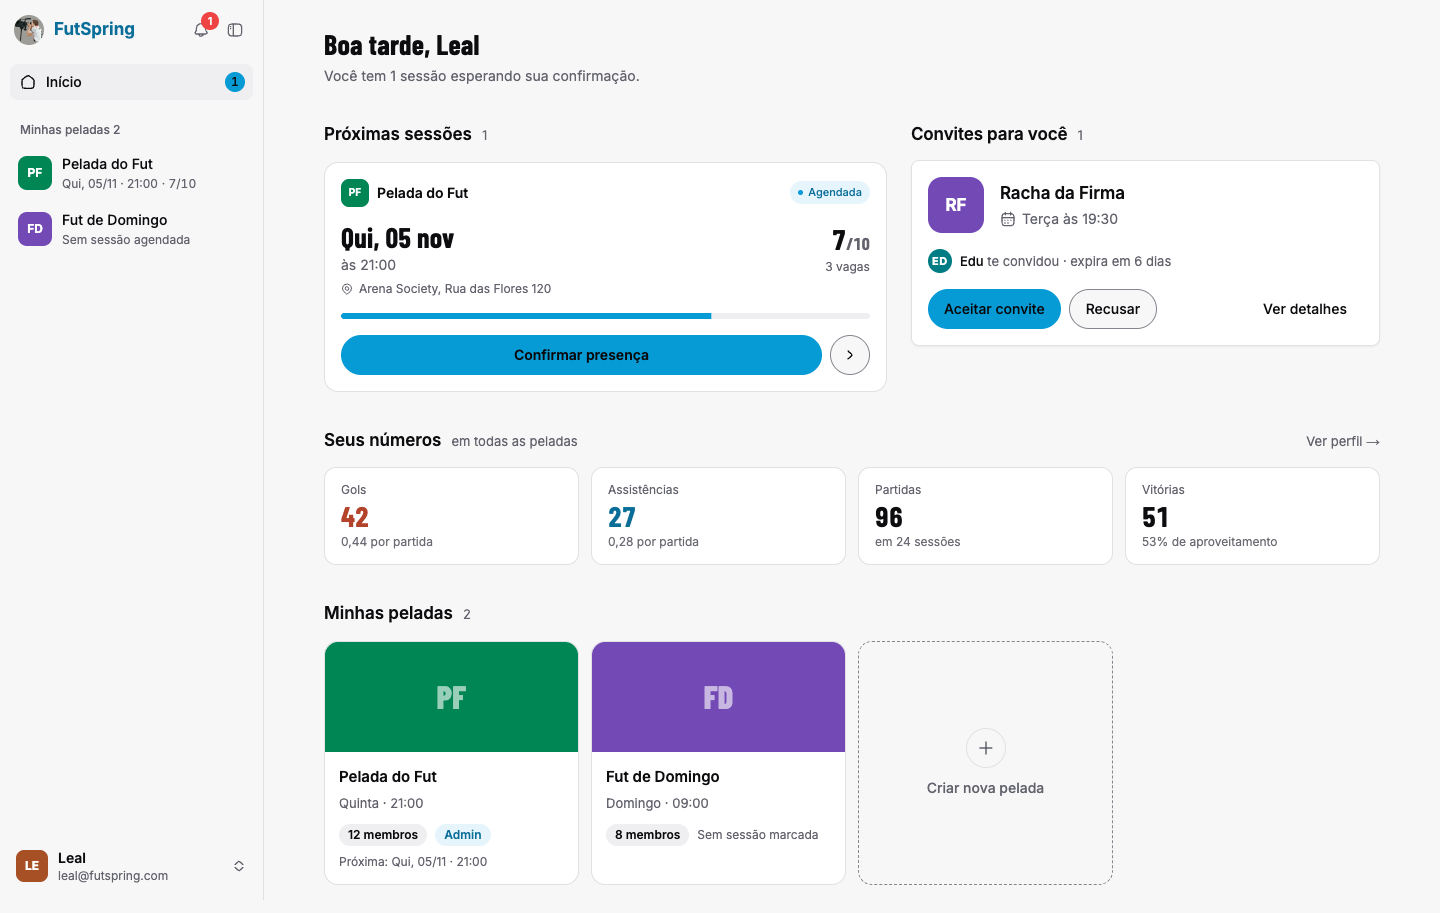 FutSpring
1
Início
1
Minhas peladas 2
PF
Pelada do Fut
Qui, 05/11 · 21:00 · 7/10
FD
Fut de Domingo
Sem sessão agendada
LE
Leal
leal@futspring.com
Boa tarde, Leal
Você tem 1 sessão esperando sua confirmação.
Próximas sessões 1
PF
Pelada do Fut
Agendada
Qui, 05 nov
7/10
às 21:00
3 vagas
Arena Society, Rua das Flores 120
Confirmar presença
Convites para você 1
RF
Racha da Firma
Terça às 19:30
ED
Edu te convidou · expira em 6 dias
Aceitar convite
Recusar
Ver detalhes
Seus números em todas as peladas
Ver perfil →
Gols
42
0,44 por partida
Assistências
27
0,28 por partida
Partidas
96
em 24 sessões
Vitórias
51
53% de aproveitamento
Minhas peladas 2
PF
Pelada do Fut
Quinta · 21:00
12 membros
Admin
Próxima: Qui, 05/11 · 21:00
FD
Fut de Domingo
Domingo · 09:00
8 membros
Sem sessão marcada
Criar nova pelada